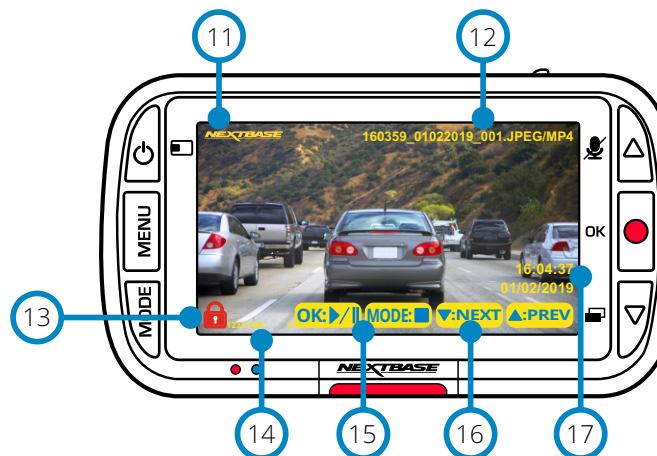 11
12
NEXTBASE
160359_01022019_001.JPEG/MP4
MENU
OK
16:04:37
01/02/2019
MODE
13
OK: ▶/II
MODE: ■
▼:NEXT
▲:PREV
NEXTBASE
14
15
16
17